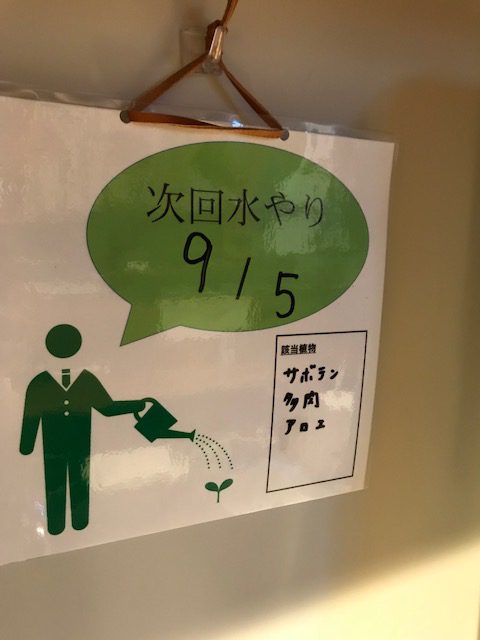 次回水やり
9/5
該当植物
サボテン
多肉
アロエ